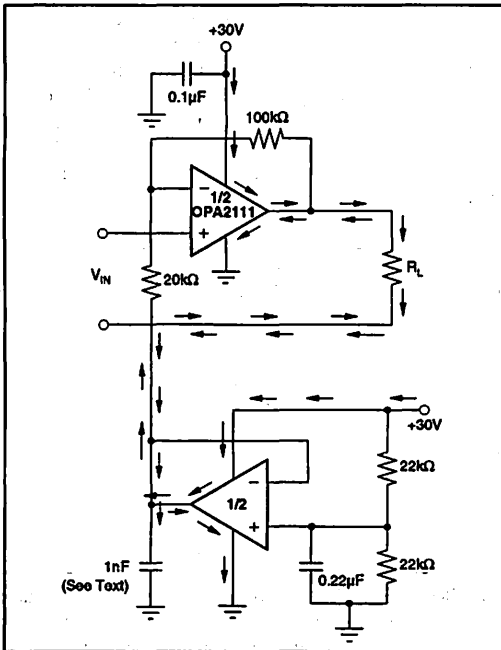 +30V
0.1µF
100kΩ
−
1/2
OPA2111
+
V_IN
20kΩ
R_L
+30V
22kΩ
−
1/2
+
1nF
(See Text)
0.22µF
22kΩ